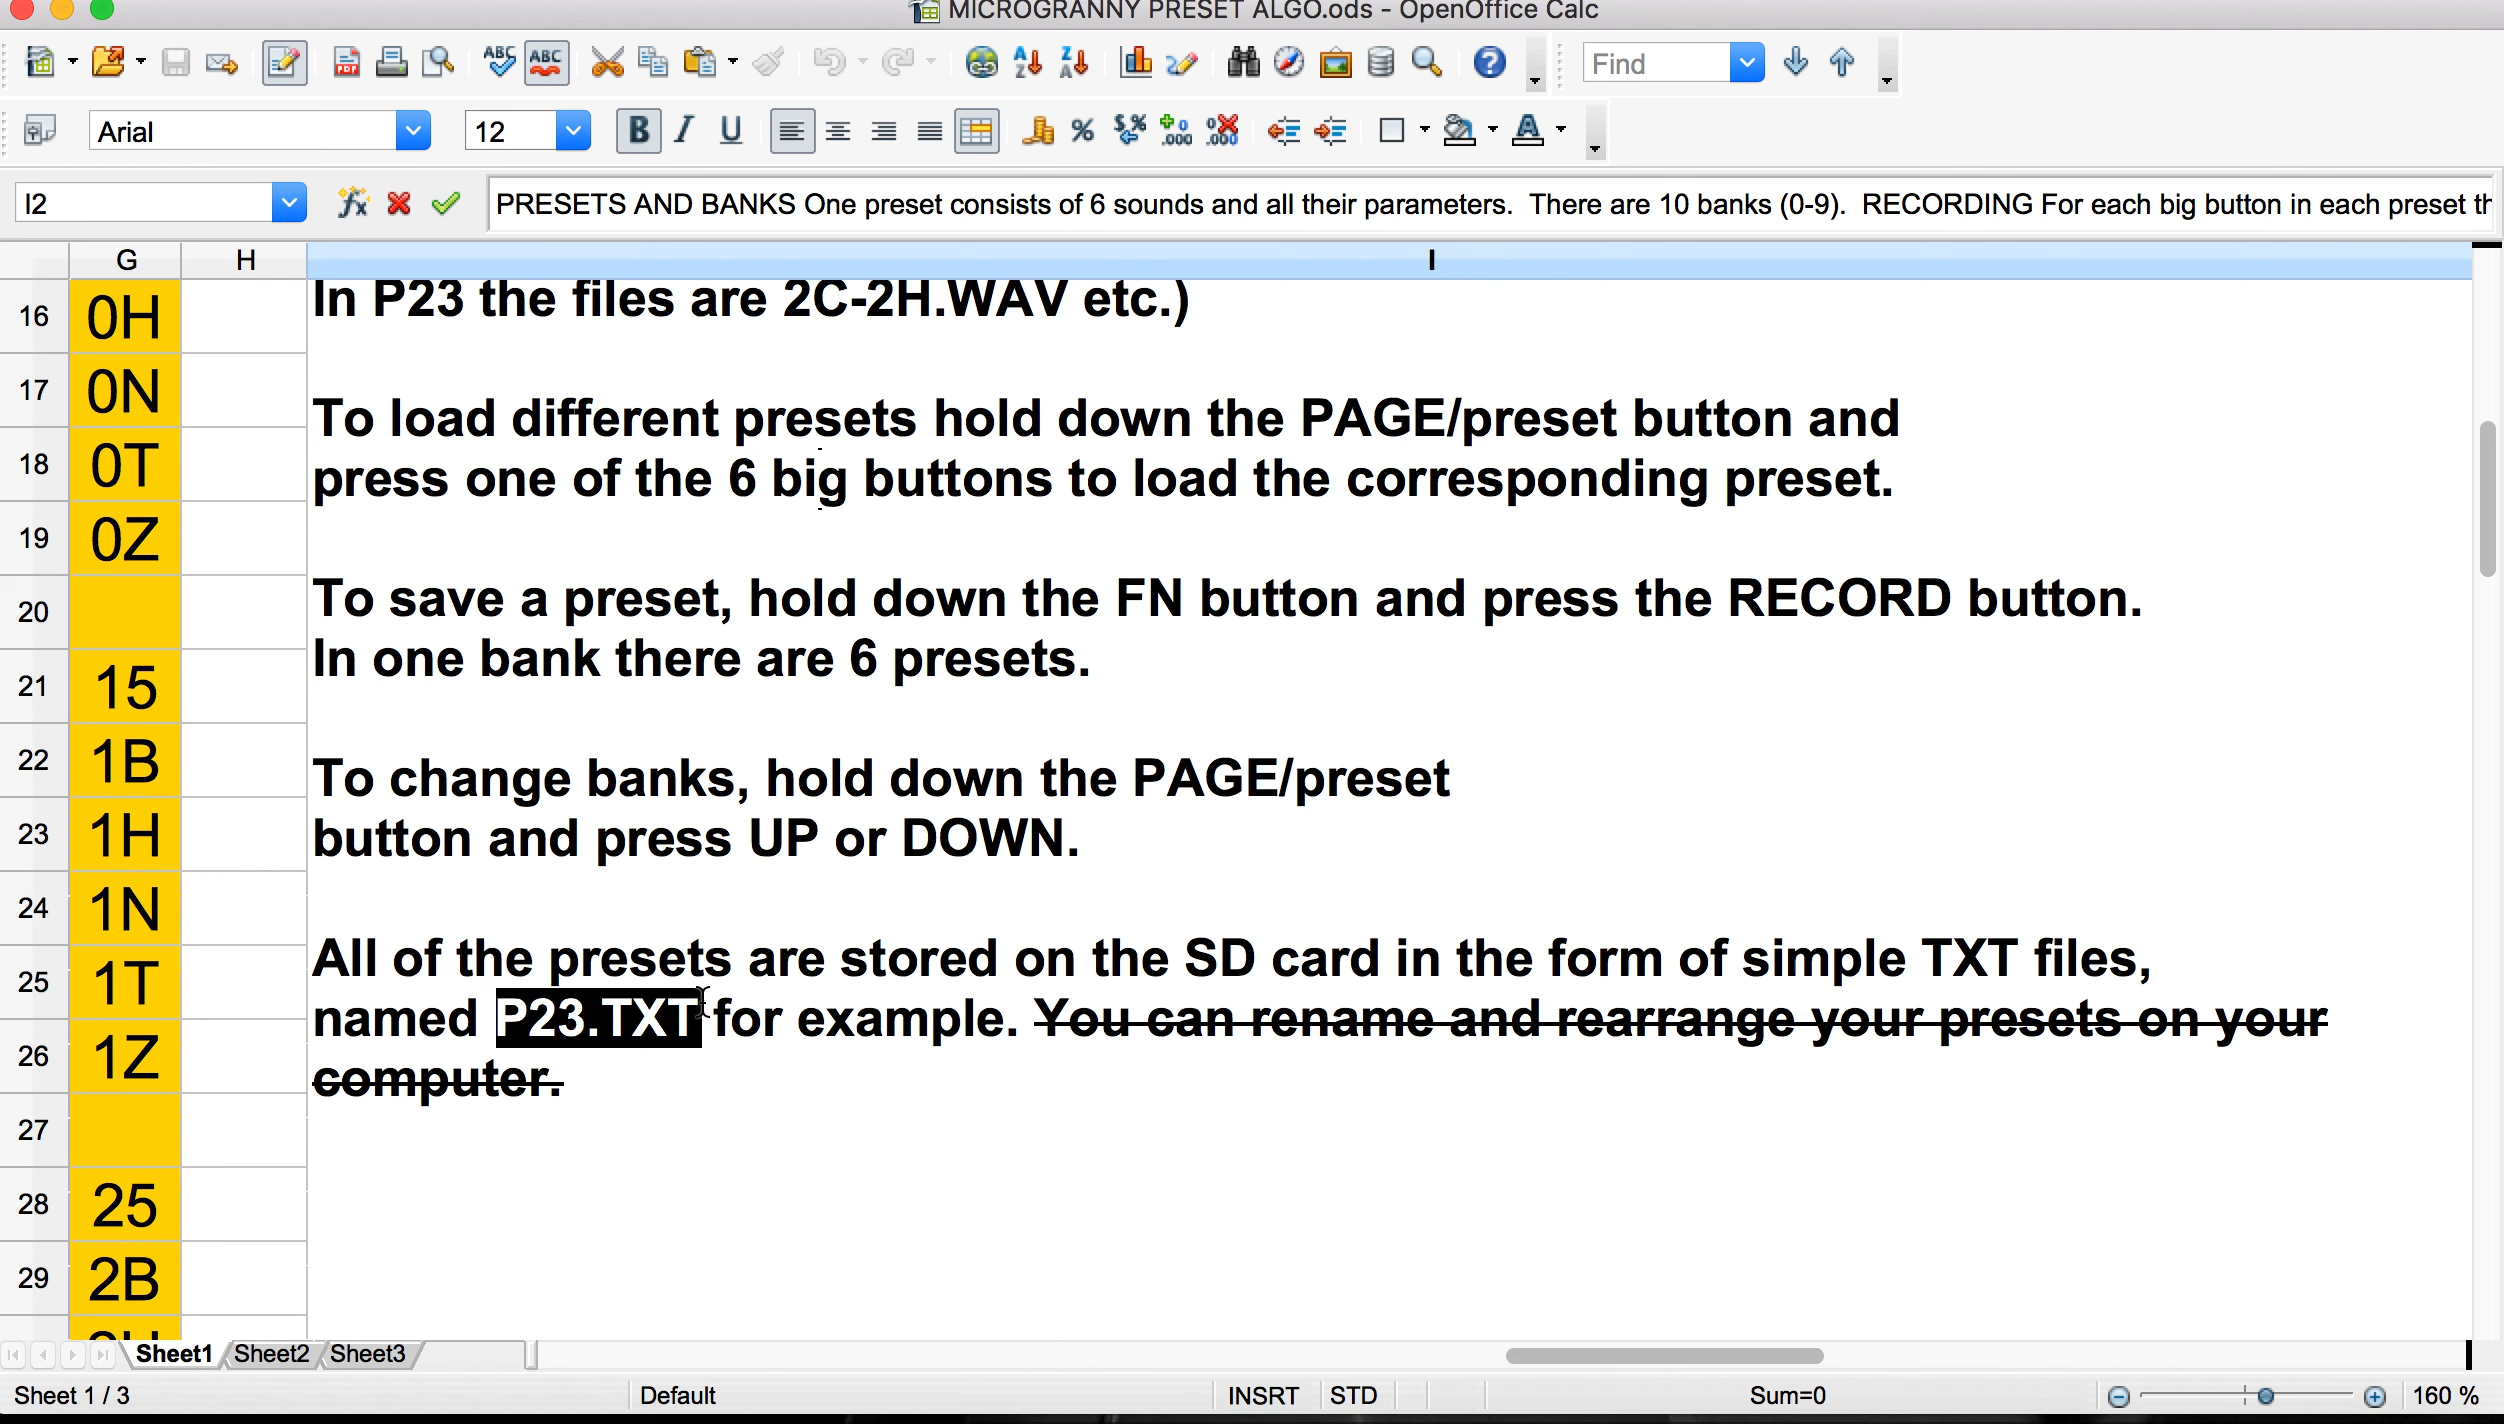 MICROGRANNY PRESET ALGO.ods - OpenOffice Calc
Find
Arial
12
I2
PRESETS AND BANKS One preset consists of 6 sounds and all their parameters.  There are 10 banks (0-9).  RECORDING For each big button in each preset th
G H I
16 0H
17 0N
18 0T
19 0Z
20
21 15
22 1B
23 1H
24 1N
25 1T
26 1Z
27
28 25
29 2B
2H
In P23 the files are 2C-2H.WAV etc.)
To load different presets hold down the PAGE/preset button and
press one of the 6 big buttons to load the corresponding preset.
To save a preset, hold down the FN button and press the RECORD button.
In one bank there are 6 presets.
To change banks, hold down the PAGE/preset
button and press UP or DOWN.
All of the presets are stored on the SD card in the form of simple TXT files,
named P23.TXT for example. You can rename and rearrange your presets on your
computer.
Sheet1 Sheet2 Sheet3
Sheet 1 / 3 Default INSRT STD Sum=0 160 %